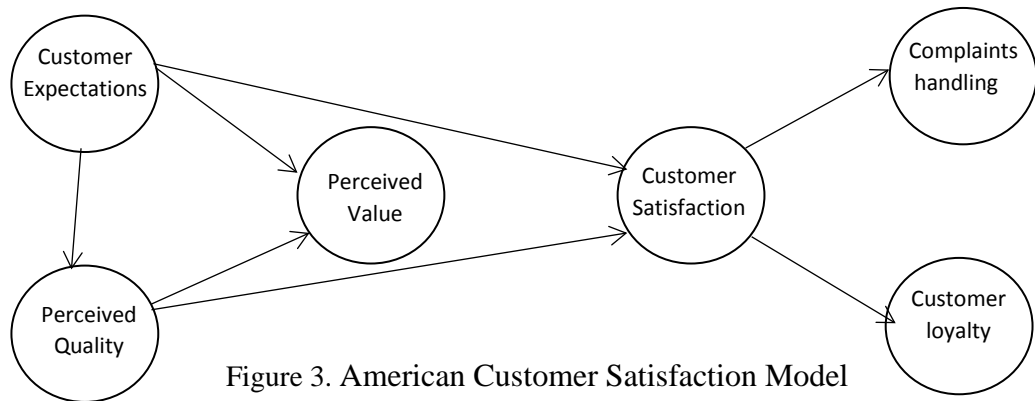 Customer
Expectations
Complaints
handling
Perceived
Value
Customer
Satisfaction
Perceived
Quality
Customer
loyalty
Figure 3. American Customer Satisfaction Model